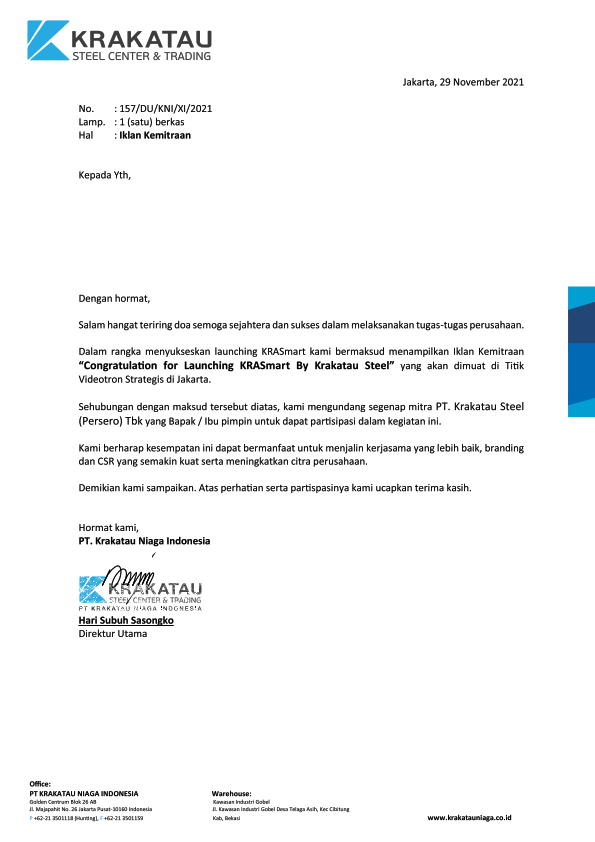 KRAKATAU
STEEL CENTER & TRADING
Jakarta, 29 November 2021
No. : 157/DU/KNI/XI/2021
Lamp. : 1 (satu) berkas
Hal : Iklan Kemitraan
Kepada Yth,
Dengan hormat,
Salam hangat teriring doa semoga sejahtera dan sukses dalam melaksanakan tugas-tugas perusahaan.
Dalam rangka menyukseskan launching KRASmart kami bermaksud menampilkan Iklan Kemitraan
“Congratulation for Launching KRASmart By Krakatau Steel” yang akan dimuat di Titik
Videotron Strategis di Jakarta.
Sehubungan dengan maksud tersebut diatas, kami mengundang segenap mitra PT. Krakatau Steel
(Persero) Tbk yang Bapak / Ibu pimpin untuk dapat partisipasi dalam kegiatan ini.
Kami berharap kesempatan ini dapat bermanfaat untuk menjalin kerjasama yang lebih baik, branding
dan CSR yang semakin kuat serta meningkatkan citra perusahaan.
Demikian kami sampaikan. Atas perhatian serta partispasinya kami ucapkan terima kasih.
Hormat kami,
PT. Krakatau Niaga Indonesia
KRAKATAU
STEEL CENTER & TRADING
PT KRAKATAU NIAGA INDONESIA
Hari Subuh Sasongko
Direktur Utama
Office:
PT KRAKATAU NIAGA INDONESIA
Golden Centrum Blok 26 AB
Jl. Majapahit No. 26 Jakarta Pusat-10160 Indonesia
P +62-21 3501118 (Hunting), F +62-21 3501159
Warehouse:
Kawasan Industri Gobel
Jl. Kawasan Industri Gobel Desa Telaga Asih, Kec Cibitung
Kab, Bekasi
www.krakatauniaga.co.id